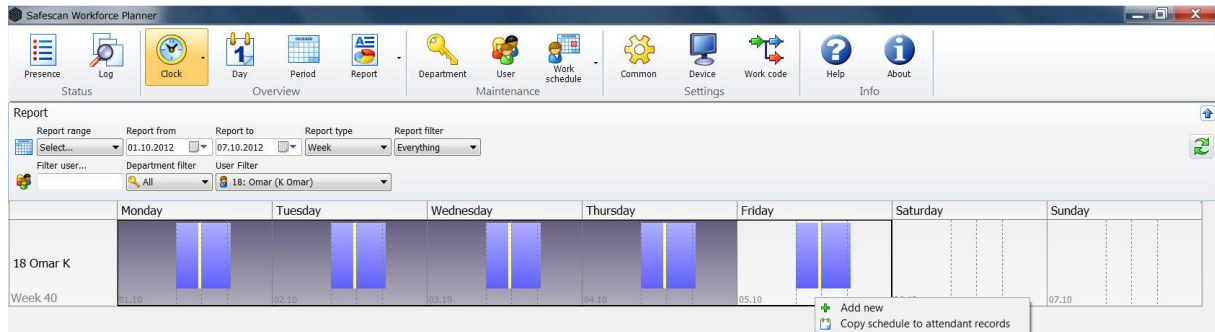 Safescan Workforce Planner
Presence Log Clock Day Period Report Department User Work schedule Common Device Work code Help About
Status Overview Maintenance Settings Info
Report
Report range Report from Report to Report type Report filter
Select... 01.10.2012 07.10.2012 Week Everything
Filter user... Department filter User Filter
All 18: Omar (K Omar)
Monday Tuesday Wednesday Thursday Friday Saturday Sunday
18 Omar K
Week 40 01.10 02.10 03.10 04.10 05.10 07.10
Add new
Copy schedule to attendant records